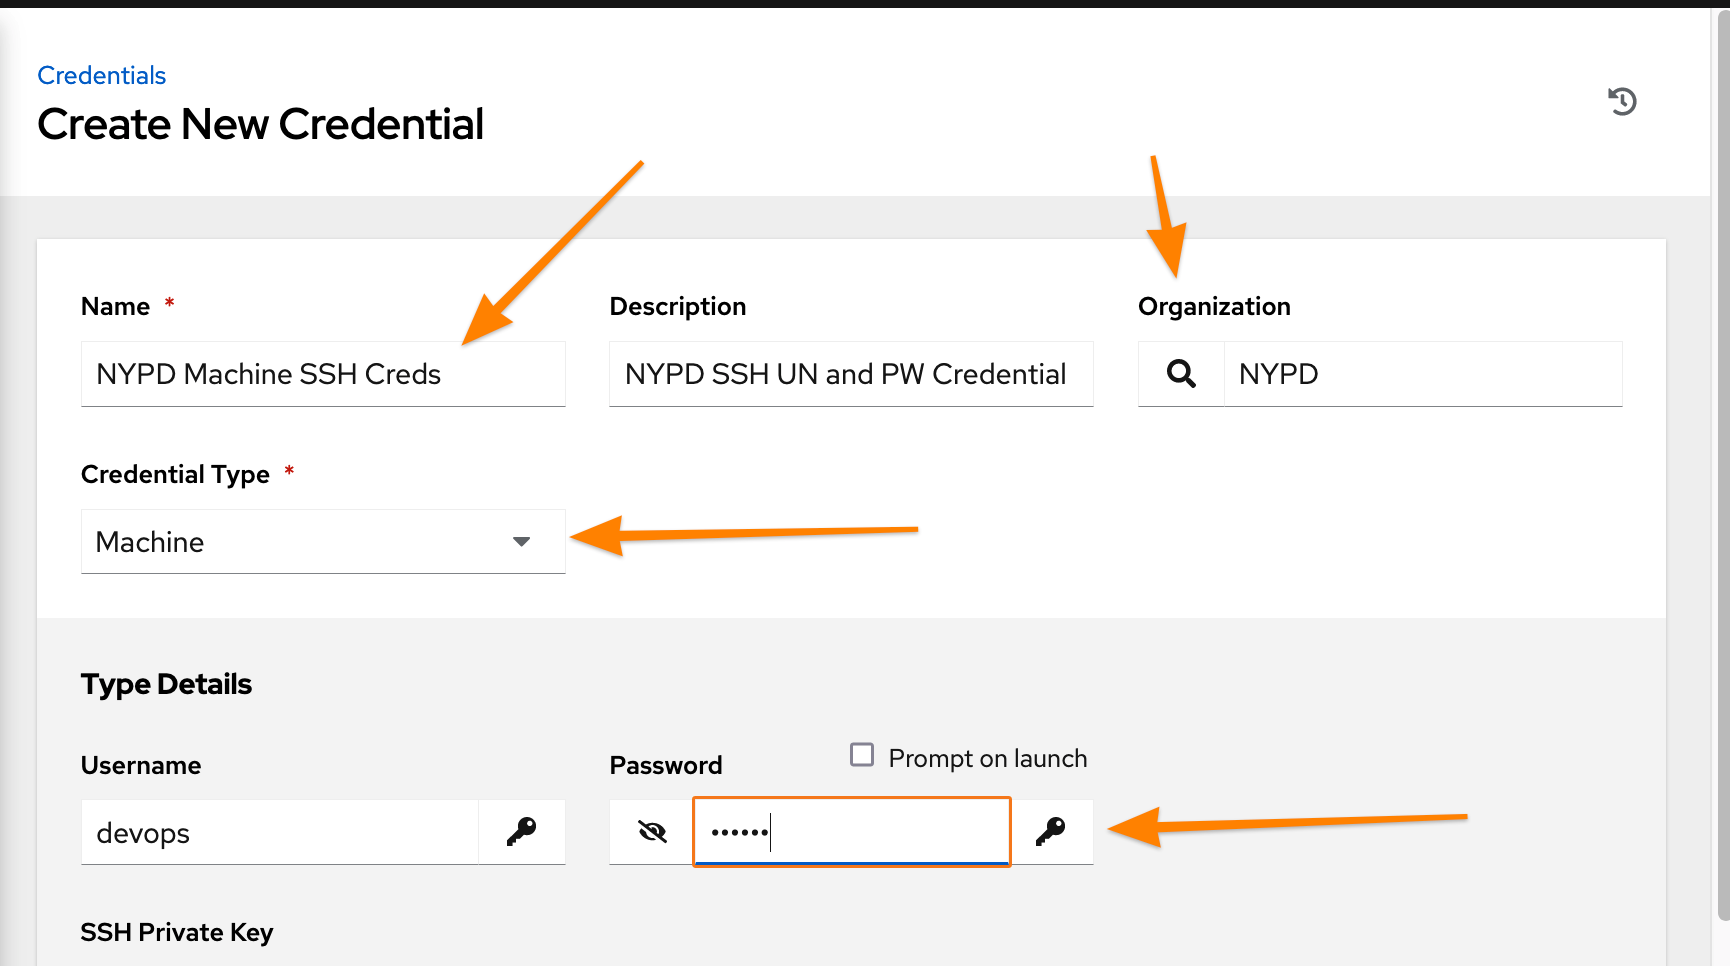 Credentials
Create New Credential
Name *
Description
Organization
NYPD Machine SSH Creds
NYPD SSH UN and PW Credential
NYPD
Credential Type *
Machine
Type Details
Username
Password
Prompt on launch
devops
••••••
SSH Private Key